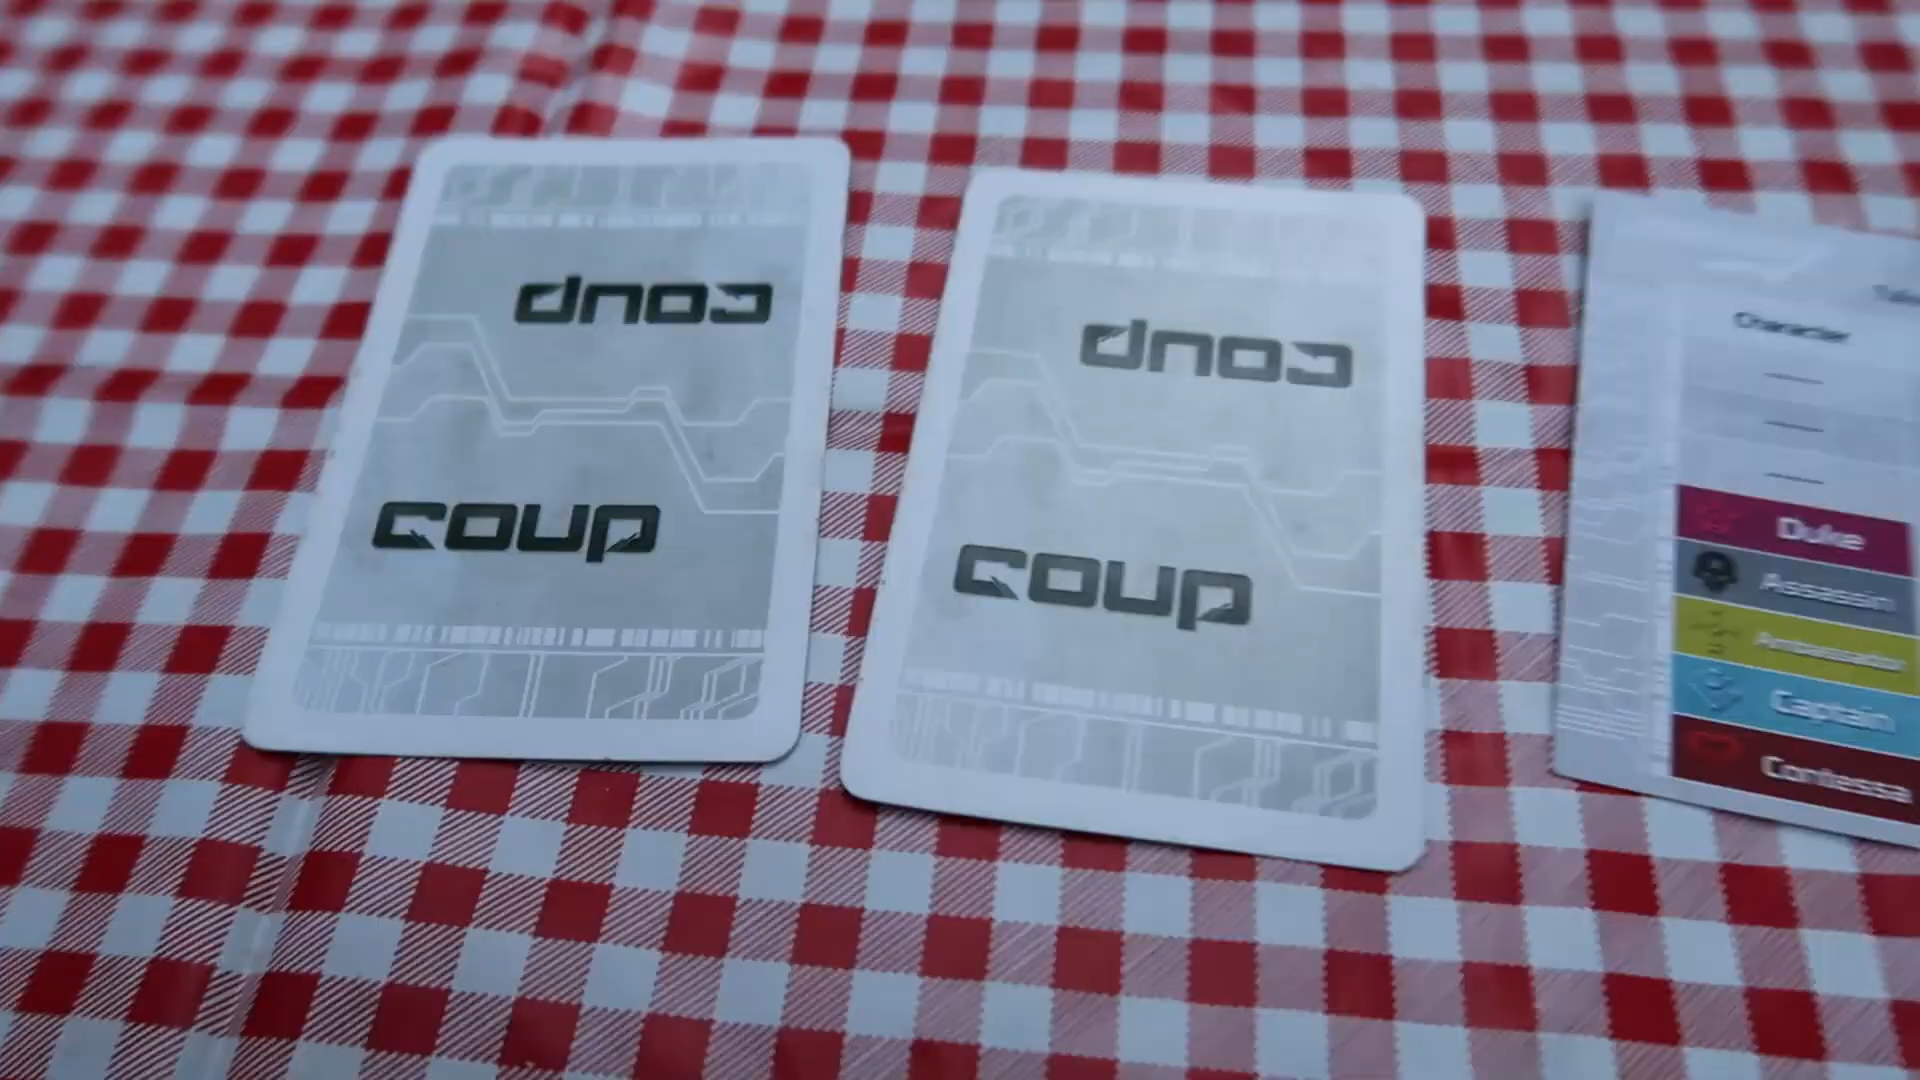 coup
coup
coup
coup
Character
Duke
Assassin
Ambassador
Captain
Contessa